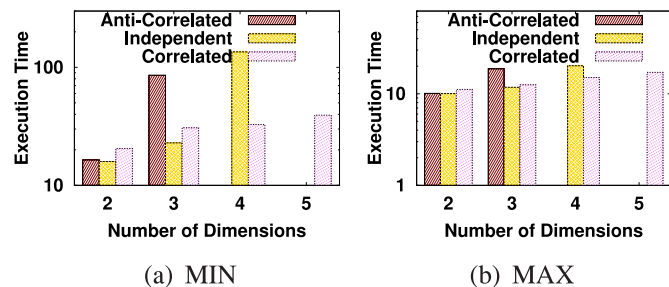 Anti-Correlated
Independent
Correlated
Execution Time
100
10
2 3 4 5
Number of Dimensions
(a) MIN
Anti-Correlated
Independent
Correlated
Execution Time
10
1
2 3 4 5
Number of Dimensions
(b) MAX